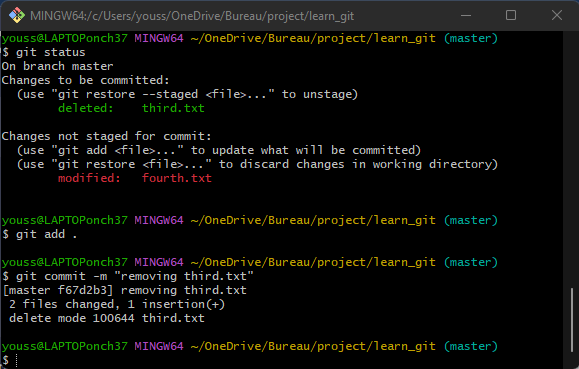 MINGW64:/c/Users/youss/OneDrive/Bureau/project/learn_git
youss@LAPTOPonch37 MINGW64 ~/OneDrive/Bureau/project/learn_git (master)
$ git status
On branch master
Changes to be committed:
  (use "git restore --staged <file>..." to unstage)
        deleted:    third.txt

Changes not staged for commit:
  (use "git add <file>..." to update what will be committed)
  (use "git restore <file>..." to discard changes in working directory)
        modified:   fourth.txt

youss@LAPTOPonch37 MINGW64 ~/OneDrive/Bureau/project/learn_git (master)
$ git add .

youss@LAPTOPonch37 MINGW64 ~/OneDrive/Bureau/project/learn_git (master)
$ git commit -m "removing third.txt"
[master f67d2b3] removing third.txt
 2 files changed, 1 insertion(+)
 delete mode 100644 third.txt

youss@LAPTOPonch37 MINGW64 ~/OneDrive/Bureau/project/learn_git (master)
$